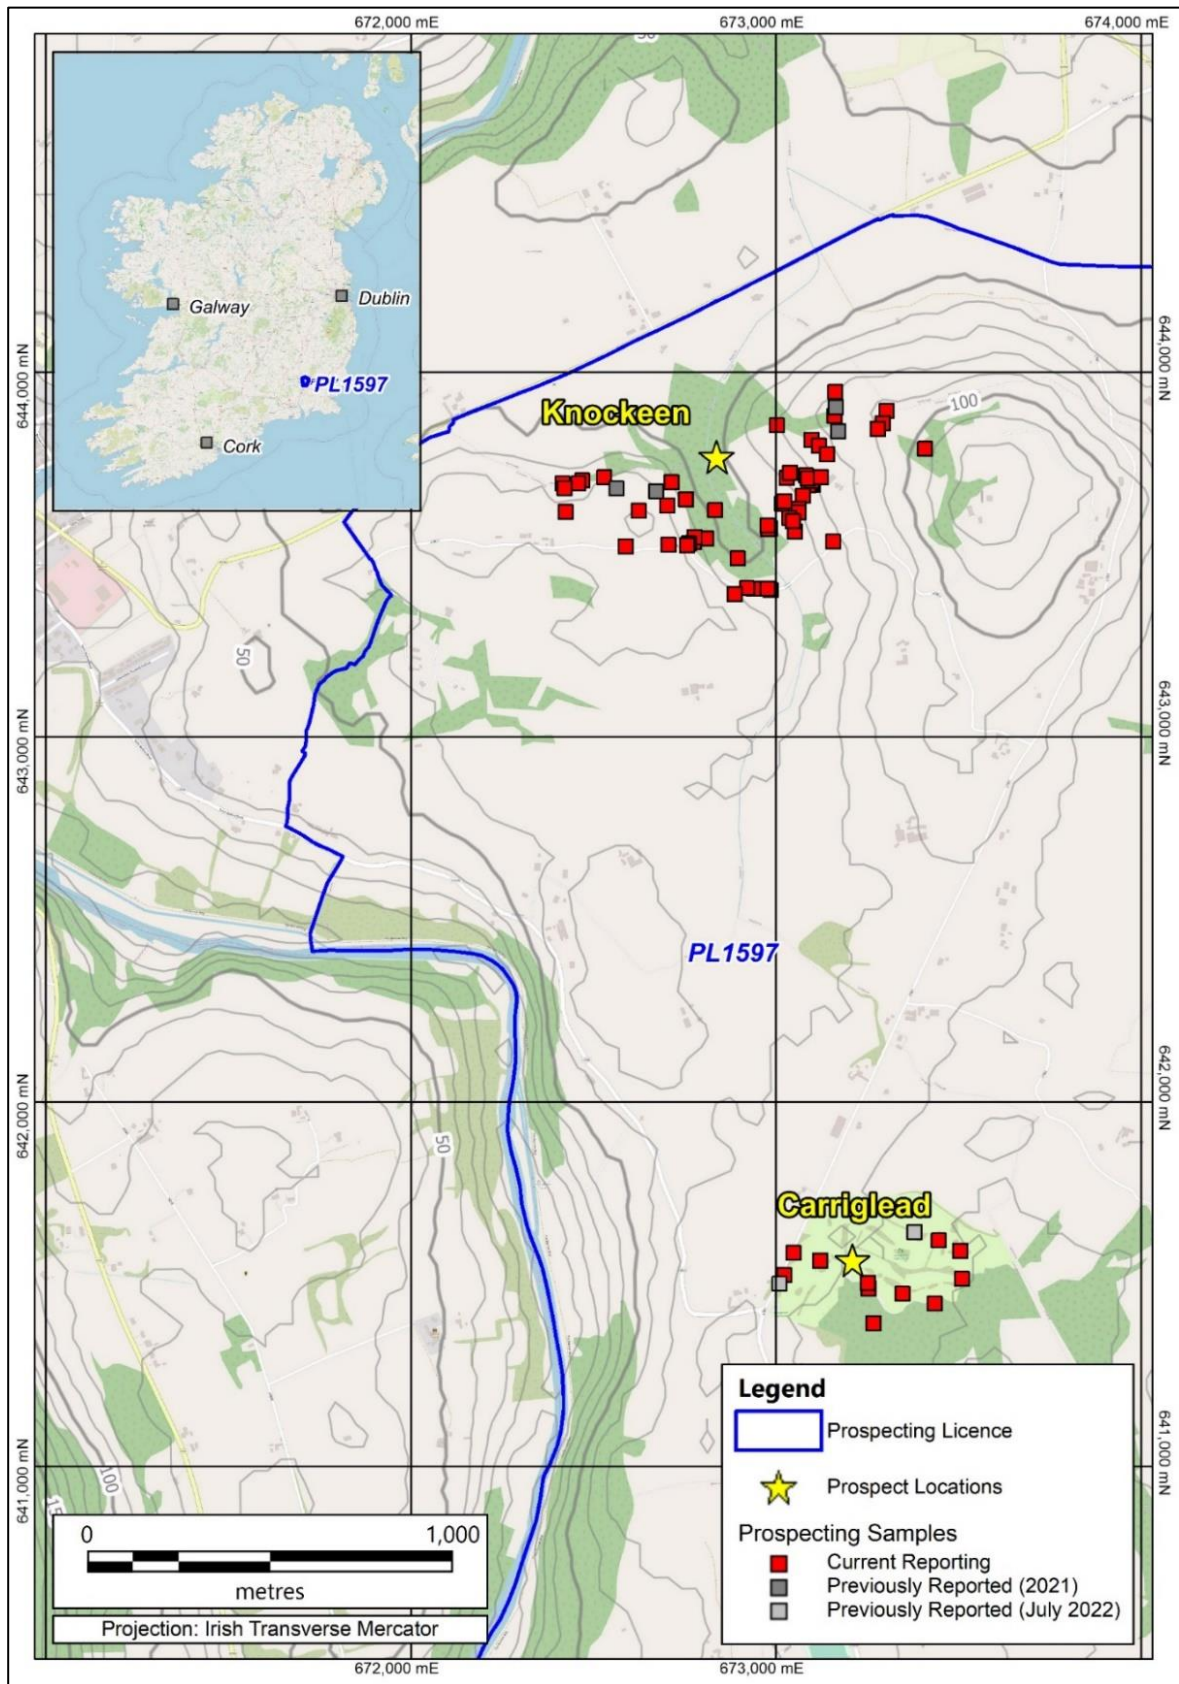 672,000 mE
673,000 mE
674,000 mE
50
Galway
Dublin
PL1597
Cork
644,000 mN
644,000 mN
Knockeen
100
50
643,000 mN
643,000 mN
PL1597
642,000 mN
642,000 mN
50
Carriglead
641,000 mN
641,000 mN
100
Legend
Prospecting Licence
Prospect Locations
Prospecting Samples
Current Reporting
Previously Reported (2021)
Previously Reported (July 2022)
0 1,000
metres
Projection: Irish Transverse Mercator
672,000 mE
673,000 mE